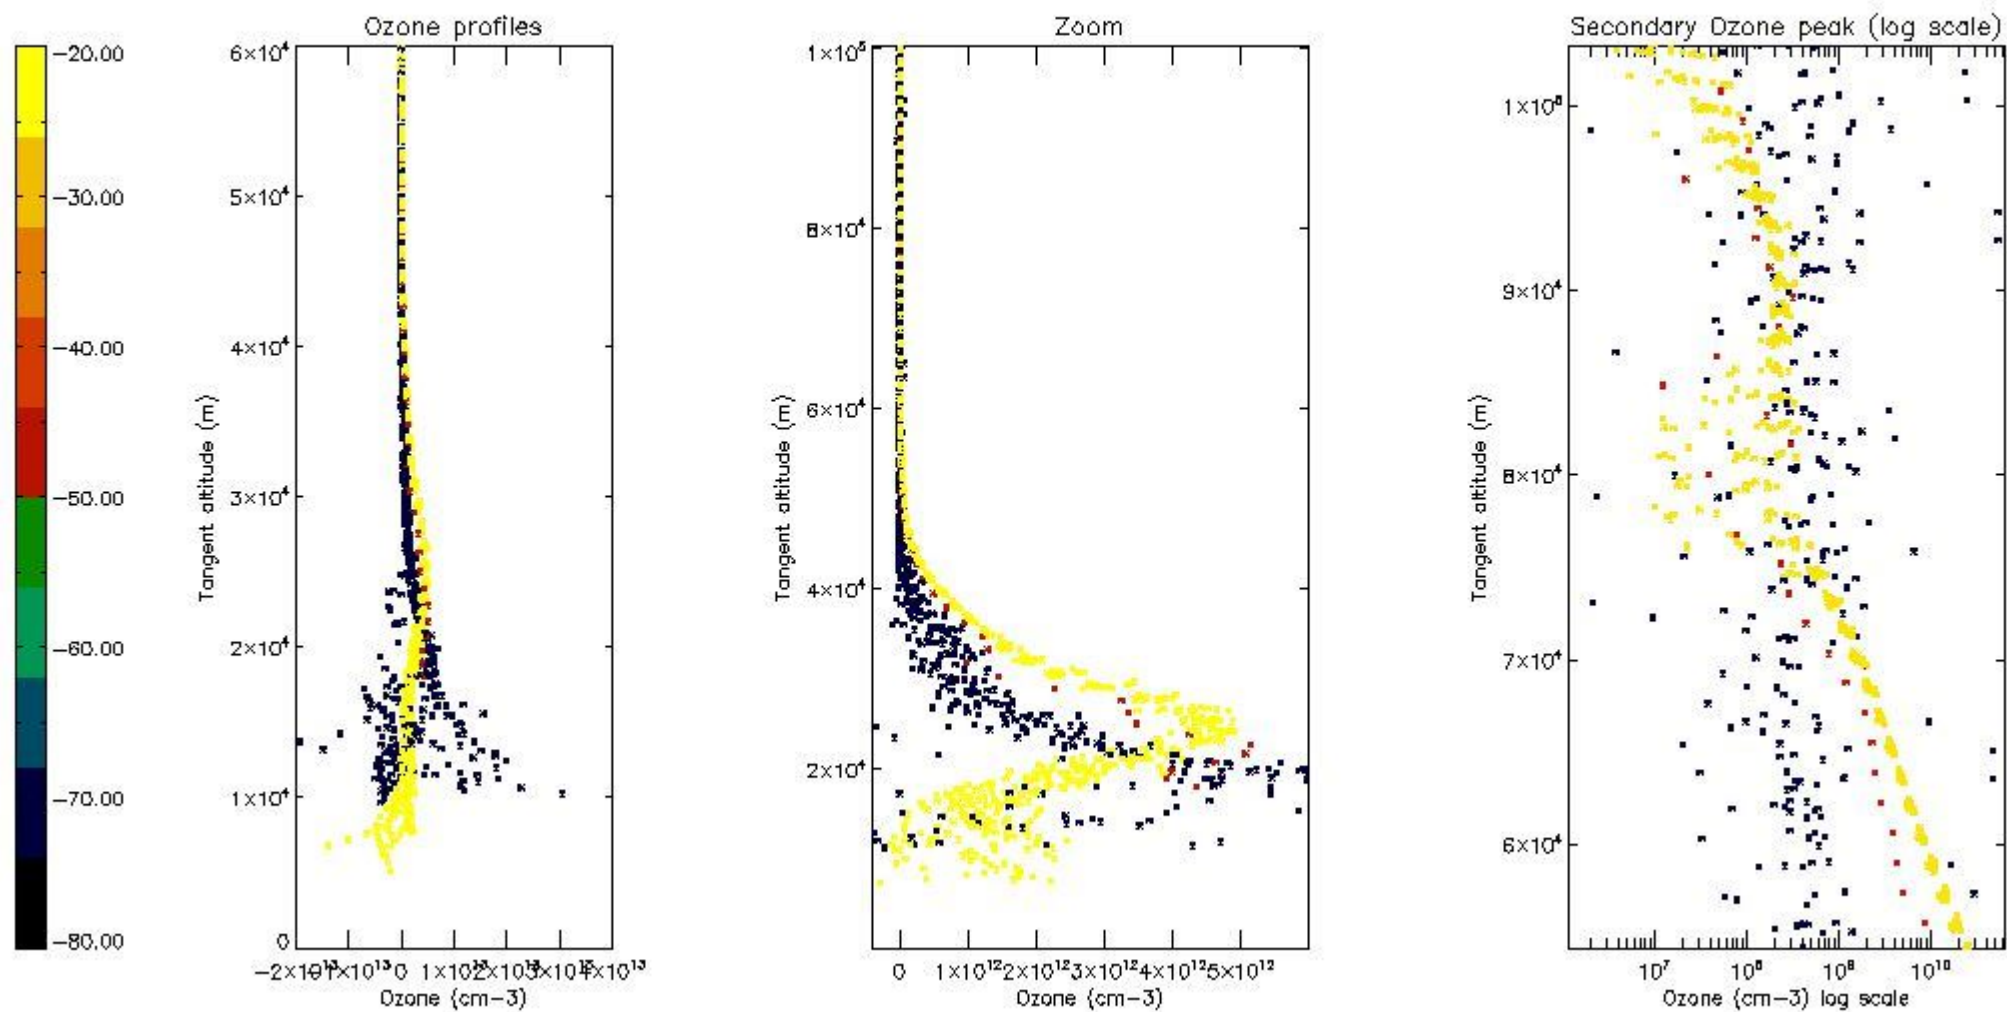 Ozone profiles
Zoom
Secondary Ozone peak (log scale)
−20.00
−30.00
−40.00
−50.00
−60.00
−70.00
−80.00
6×10⁴
5×10⁴
4×10⁴
3×10⁴
2×10⁴
1×10⁴
0
Tangent altitude (m)
0
Ozone (cm−3)
1×10⁵
8×10⁴
6×10⁴
4×10⁴
2×10⁴
Tangent altitude (m)
0 1×10¹² 2×10¹² 3×10¹² 4×10¹² 5×10¹²
Ozone (cm−3)
9×10⁴
8×10⁴
7×10⁴
6×10⁴
Tangent altitude (m)
10⁷ 10⁸ 10⁹ 10¹⁰
Ozone (cm−3) log scale